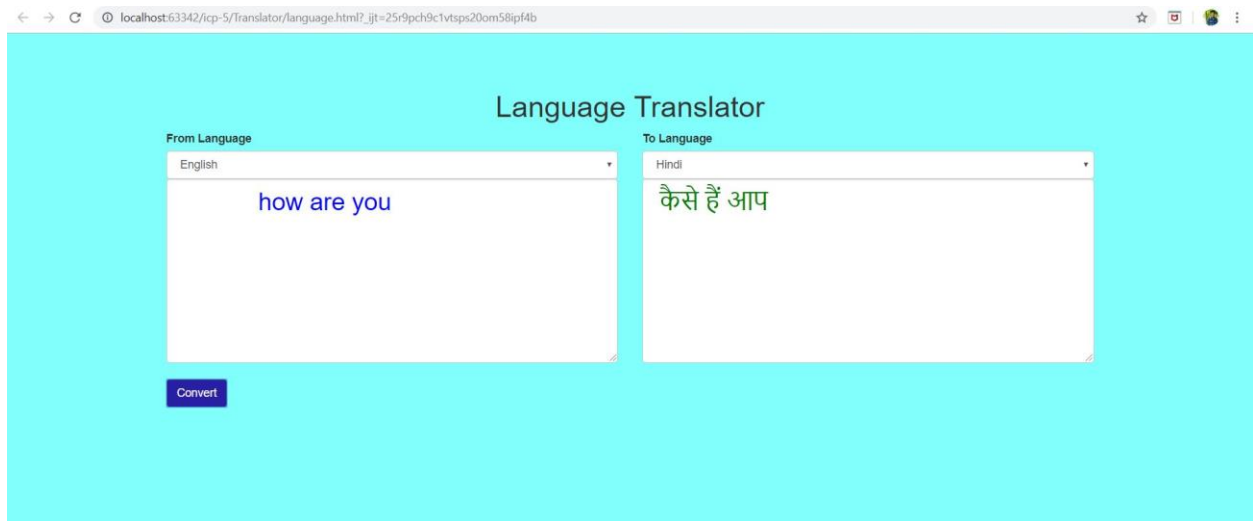 localhost:63342/icp-5/Translator/language.html?_ijt=25r9pch9c1vtsps20om58ipf4b
Language Translator
From Language
To Language
English
Hindi
how are you
कैसे हैं आप
Convert